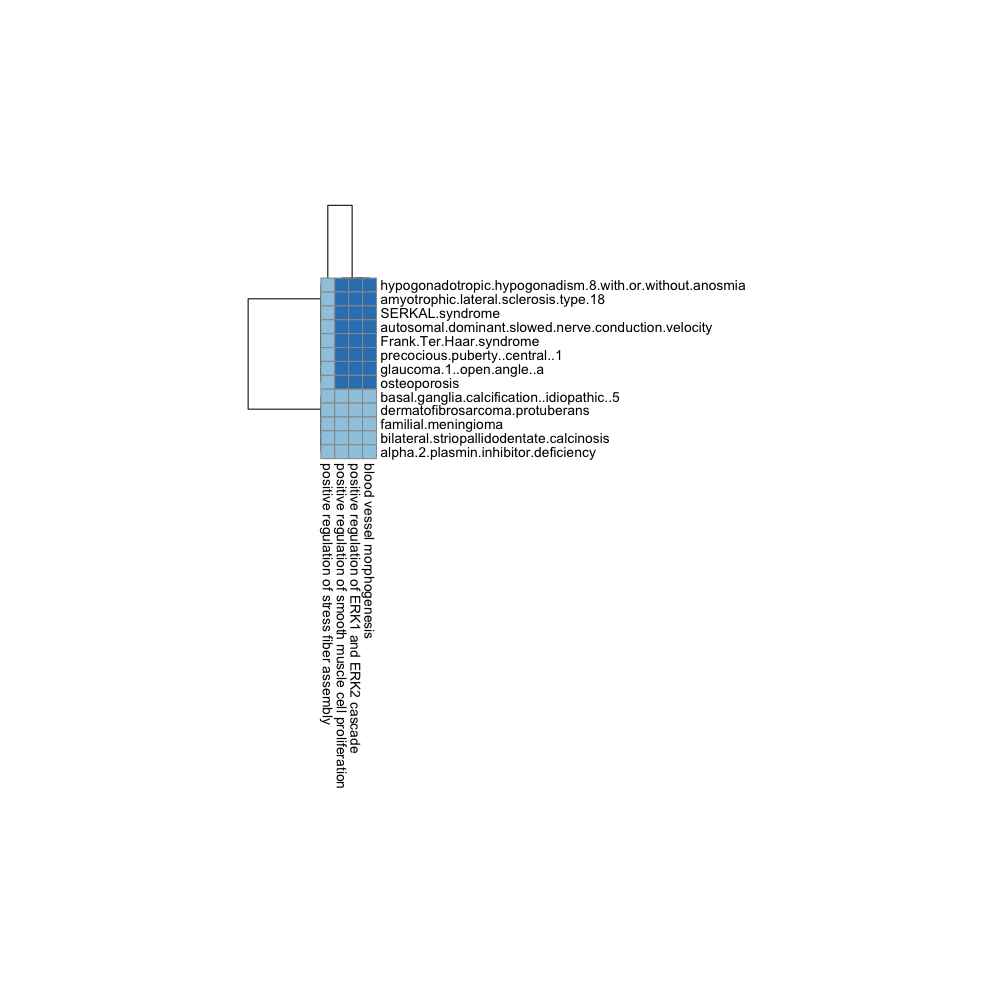 hypogonadotropic.hypogonadism.8.with.or.without.anosmia
amyotrophic.lateral.sclerosis.type.18
SERKAL.syndrome
autosomal.dominant.slowed.nerve.conduction.velocity
Frank.Ter.Haar.syndrome
precocious.puberty..central..1
glaucoma.1..open.angle..a
osteoporosis
basal.ganglia.calcification..idiopathic..5
dermatofibrosarcoma.protuberans
familial.meningioma
bilateral.striopallidodentate.calcinosis
alpha.2.plasmin.inhibitor.deficiency
positive regulation of stress fiber assembly
positive regulation of smooth muscle cell proliferation
positive regulation of ERK1 and ERK2 cascade
blood vessel morphogenesis